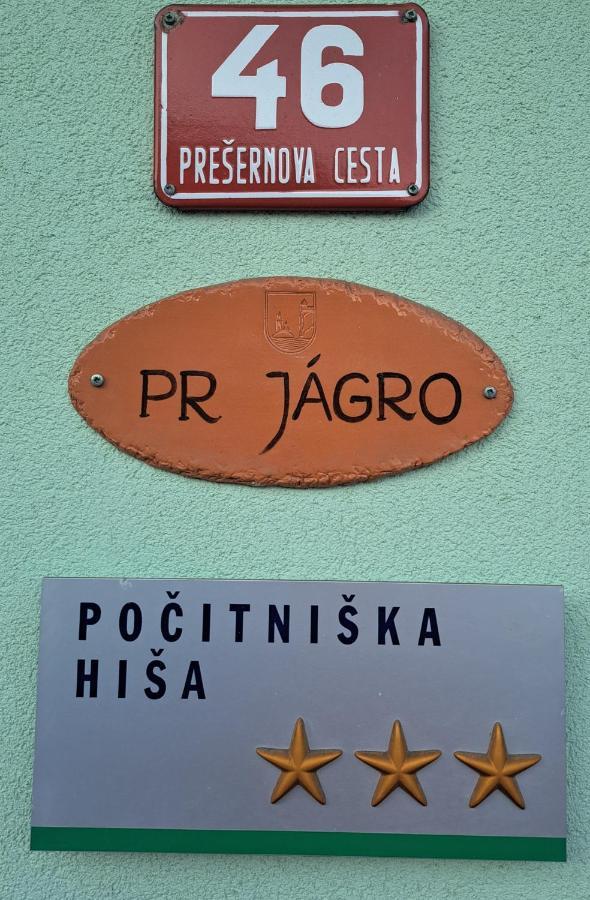 46
PREŠERNOVA CESTA
PR JÁGRO
POČITNIŠKA
HIŠA